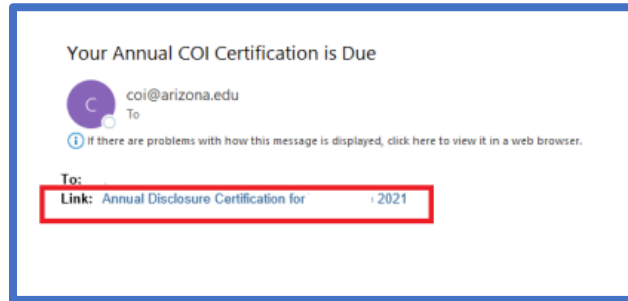 Your Annual COI Certification is Due
C
coi@arizona.edu
To
If there are problems with how this message is displayed, click here to view it in a web browser.
To:
Link: Annual Disclosure Certification for 2021